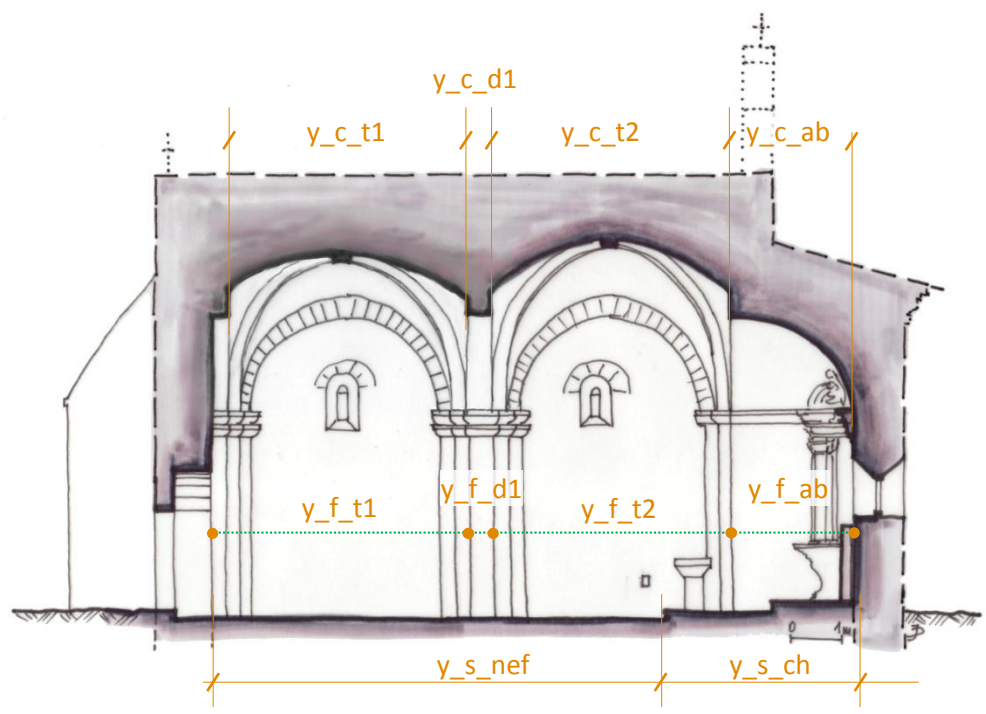 y_c_d1
y_c_t1 y_c_t2 y_c_ab
y_f_t1 y_f_d1 y_f_t2 y_f_ab
0 1m
y_s_nef y_s_ch